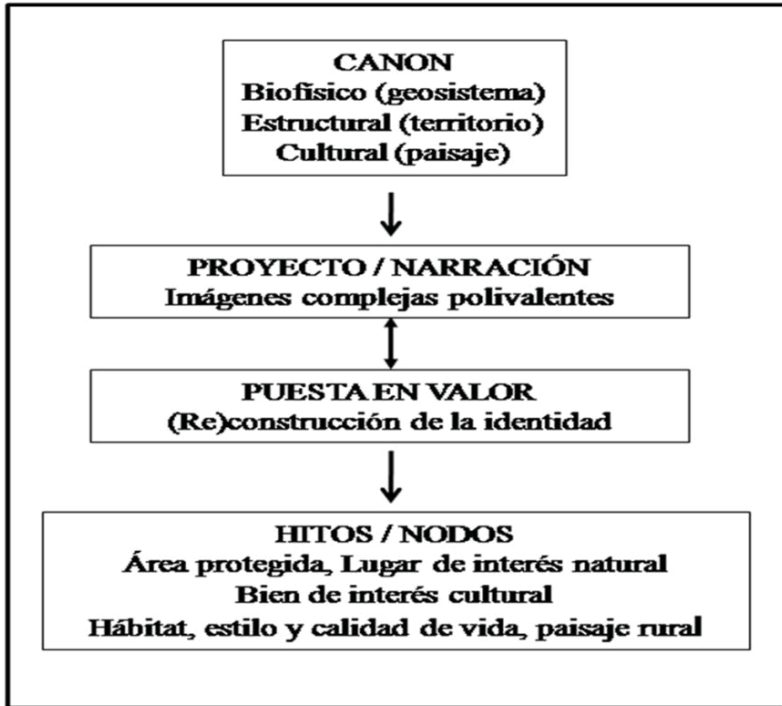 CANON
Biofísico (geosistema)
Estructural (territorio)
Cultural (paisaje)
PROYECTO / NARRACIÓN
Imágenes complejas polivalentes
PUESTA EN VALOR
(Re)construcción de la identidad
HITOS / NODOS
Área protegida, Lugar de interés natural
Bien de interés cultural
Hábitat, estilo y calidad de vida, paisaje rural